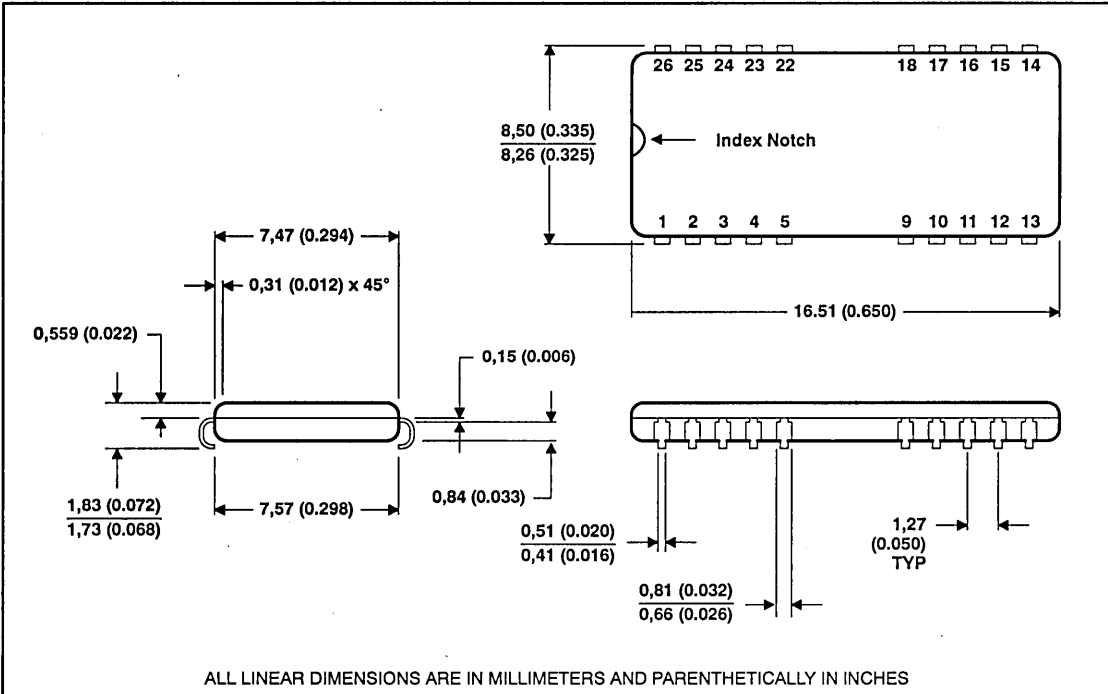 26 25 24 23 22 18 17 16 15 14
8,50 (0.335)
8,26 (0.325)
Index Notch
1 2 3 4 5 9 10 11 12 13
7,47 (0.294)
0,31 (0.012) x 45°
16.51 (0.650)
0,559 (0.022)
0,15 (0.006)
1,83 (0.072)
1,73 (0.068)
7,57 (0.298)
0,84 (0.033)
0,51 (0.020)
0,41 (0.016)
1,27
(0.050)
TYP
0,81 (0.032)
0,66 (0.026)
ALL LINEAR DIMENSIONS ARE IN MILLIMETERS AND PARENTHETICALLY IN INCHES